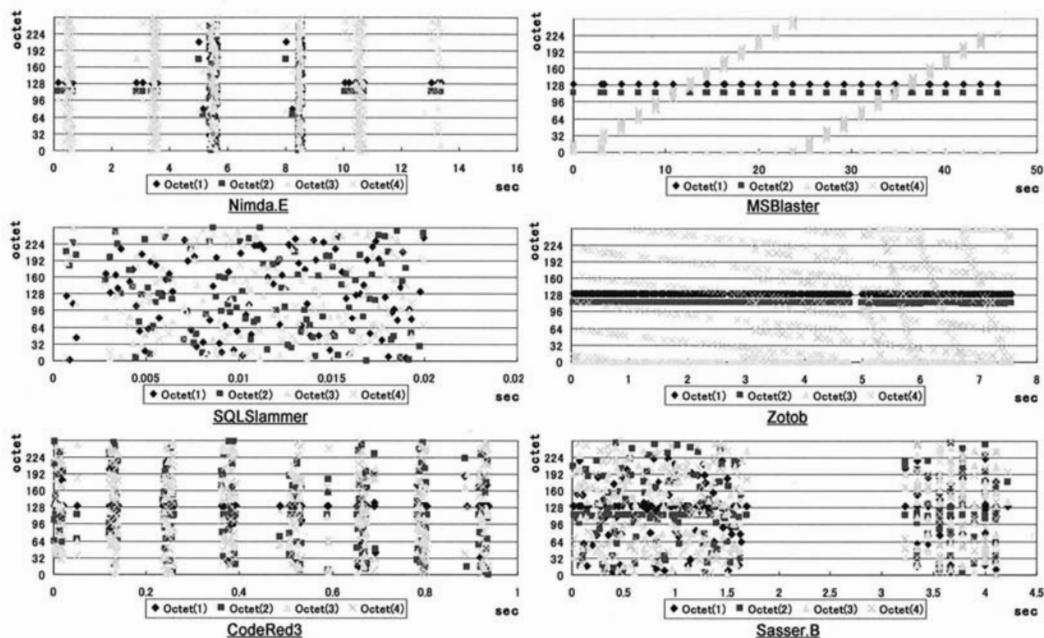 octet
224
192
160
128
96
64
32
0
0 2 4 6 8 10 12 14 16
sec
Octet(1) Octet(2) Octet(3) Octet(4)
Nimda.E
octet
224
192
160
128
96
64
32
0
0 10 20 30 40 50
sec
Octet(1) Octet(2) Octet(3) Octet(4)
MSBlaster
octet
224
192
160
128
96
64
32
0
0 0.005 0.01 0.015 0.02 0.02
sec
Octet(1) Octet(2) Octet(3) Octet(4)
SQLSlammer
octet
224
192
160
128
96
64
32
0
0 1 2 3 4 5 6 7 8
sec
Octet(1) Octet(2) Octet(3) Octet(4)
Zotob
octet
224
192
160
128
96
64
32
0
0 0.2 0.4 0.6 0.8 1
sec
Octet(1) Octet(2) Octet(3) Octet(4)
CodeRed3
octet
224
192
160
128
96
64
32
0
0 0.5 1 1.5 2 2.5 3 3.5 4 4.5
sec
Octet(1) Octet(2) Octet(3) Octet(4)
Sasser.B